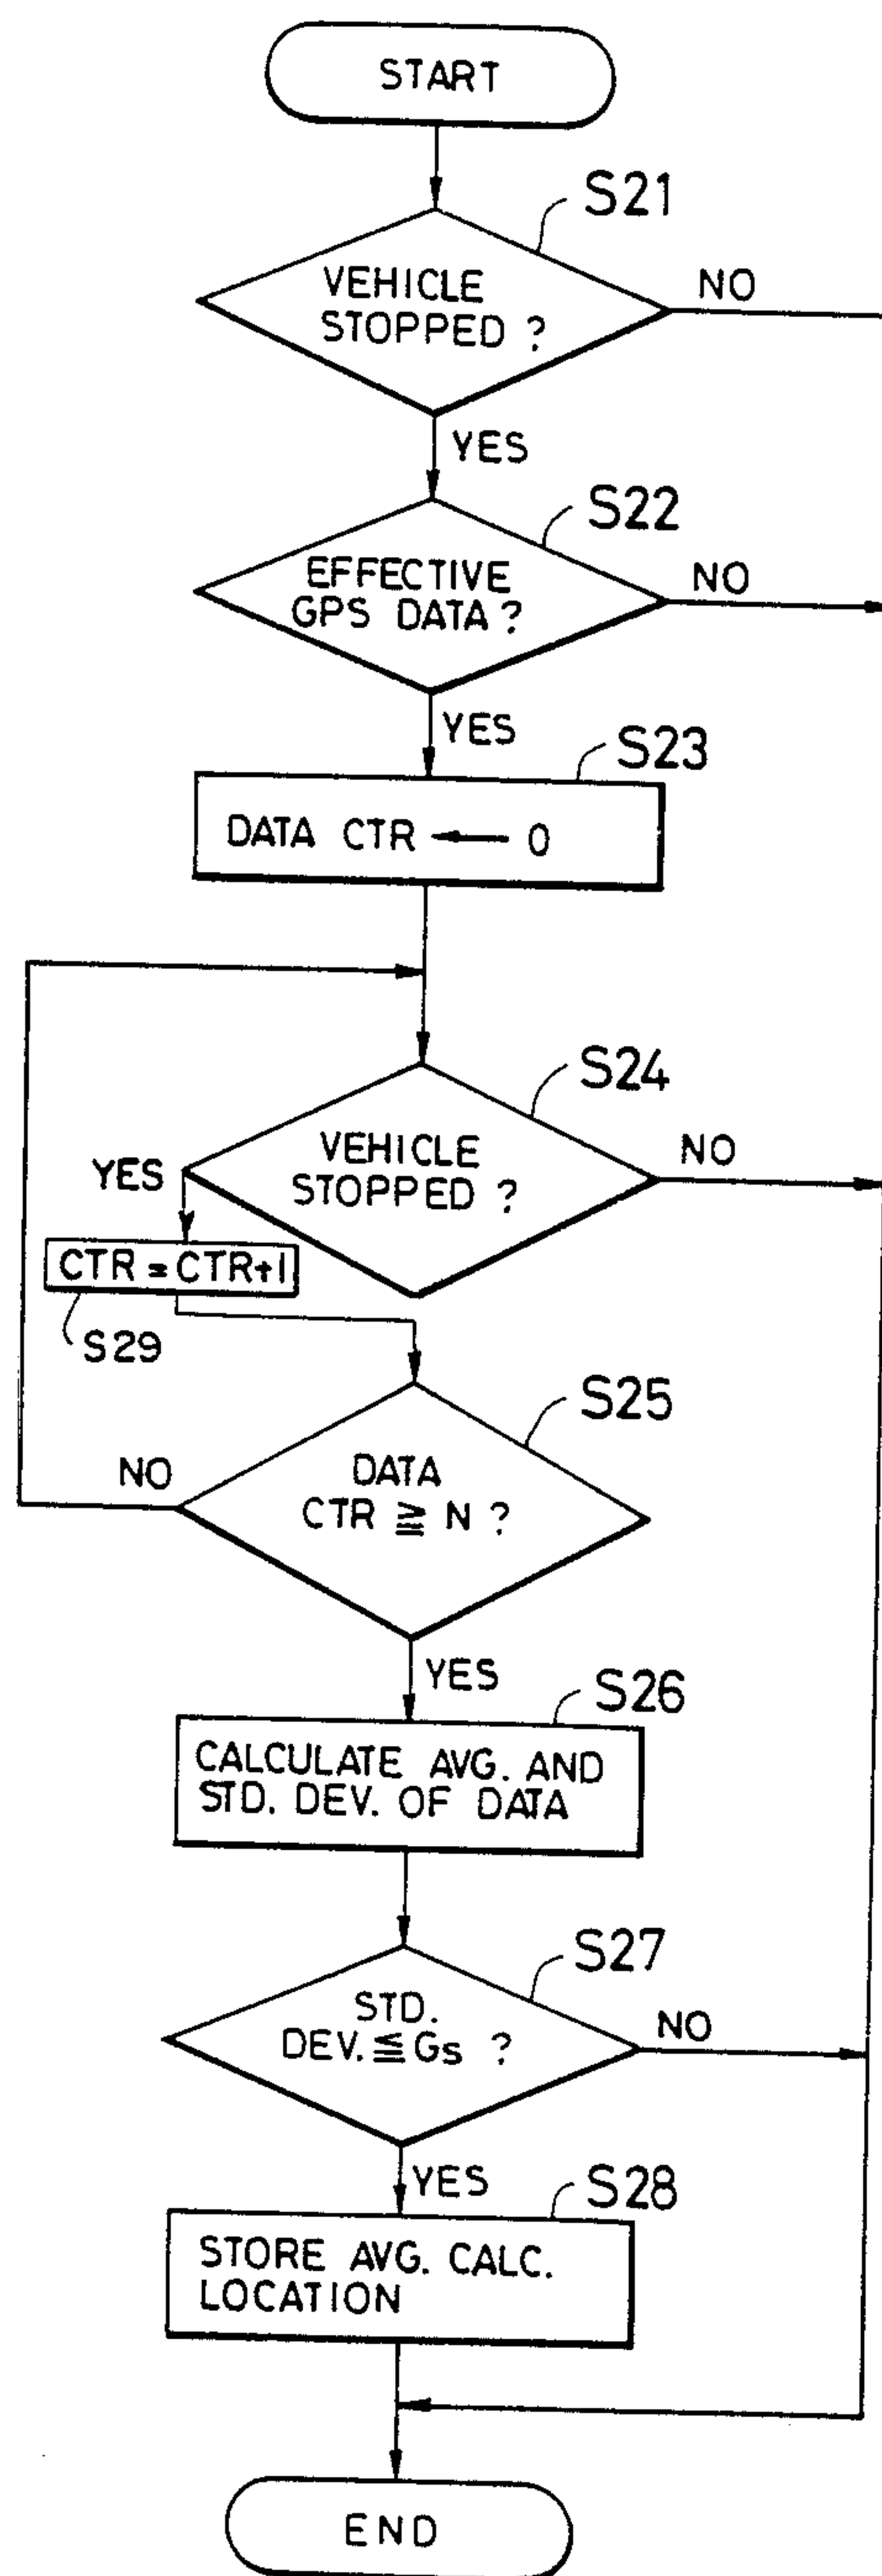 START
S21
VEHICLE
STOPPED ?
NO
YES
S22
EFFECTIVE
GPS DATA ?
NO
YES
S23
DATA CTR ← 0
S24
VEHICLE
STOPPED ?
NO
YES
CTR = CTR+1
S29
S25
DATA
CTR ≧ N ?
NO
YES
S26
CALCULATE AVG. AND
STD. DEV. OF DATA
S27
STD.
DEV. ≦ Gs ?
NO
YES
S28
STORE AVG. CALC.
LOCATION
END